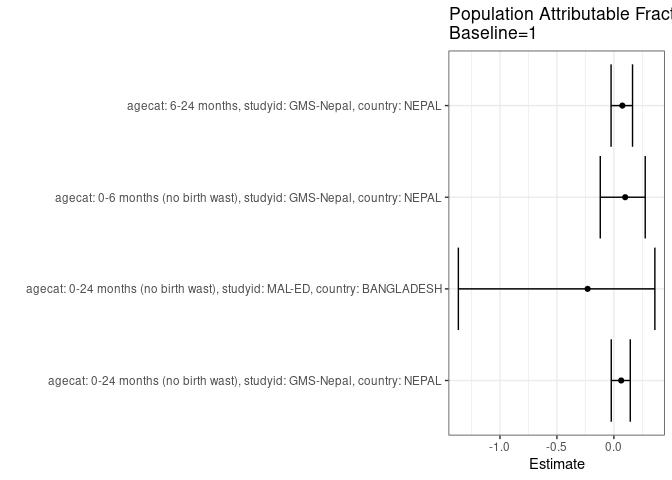 Population Attributable Fract
Baseline=1
agecat: 6-24 months, studyid: GMS-Nepal, country: NEPAL
agecat: 0-6 months (no birth wast), studyid: GMS-Nepal, country: NEPAL
agecat: 0-24 months (no birth wast), studyid: MAL-ED, country: BANGLADESH
agecat: 0-24 months (no birth wast), studyid: GMS-Nepal, country: NEPAL
-1.0 -0.5 0.0
Estimate